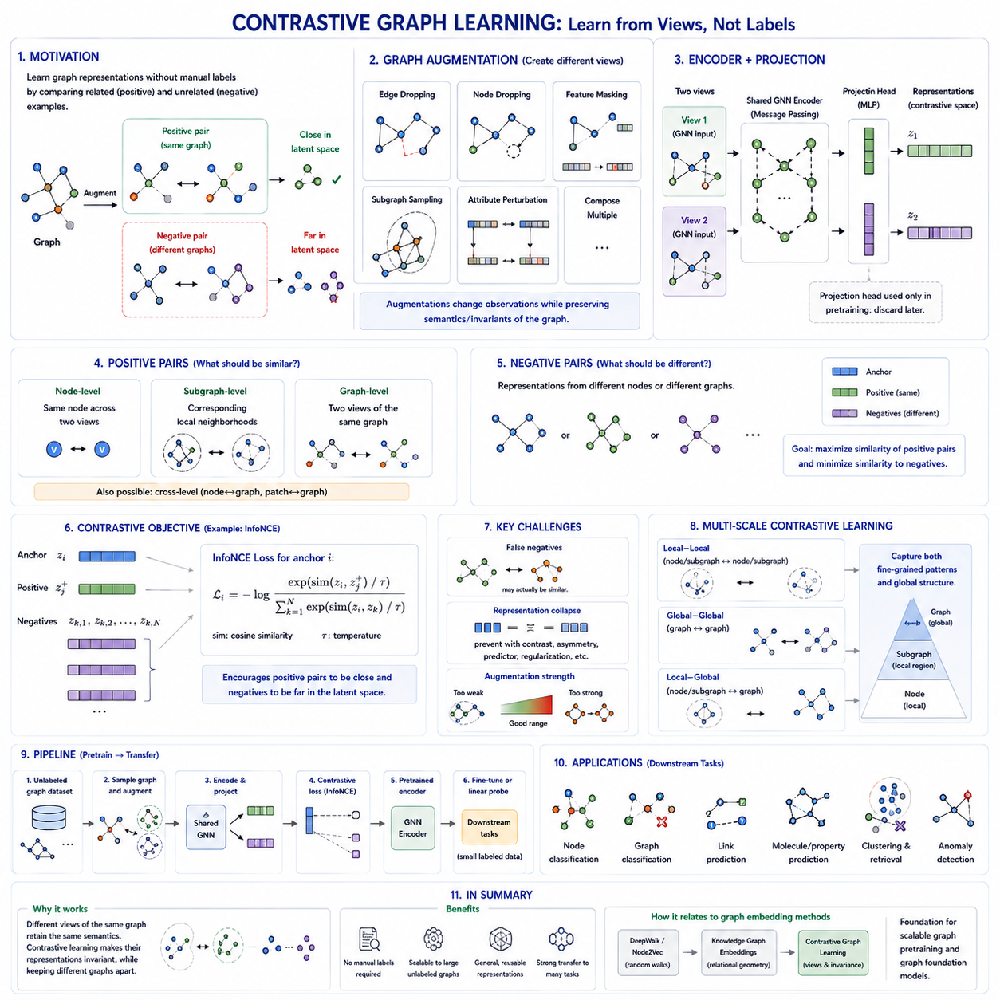 CONTRASTIVE GRAPH LEARNING: Learn from Views, Not Labels
1. MOTIVATION
Learn graph representations without manual labels
by comparing related (positive) and unrelated (negative)
examples.
Positive pair
(same graph)
Close in
latent space
Augment
Graph
Negative pair
(different graphs)
Far in
latent space
2. GRAPH AUGMENTATION (Create different views)
Edge Dropping
Node Dropping
Feature Masking
Subgraph Sampling
Attribute Perturbation
Compose
Multiple
...
Augmentations change observations while preserving
semantics/invariants of the graph.
3. ENCODER + PROJECTION
Two views
Shared GNN Encoder
(Message Passing)
Projectin Head
(MLP)
Representations
(contrastive space)
View 1
(GNN input)
z₁
...
View 2
(GNN input)
z₂
Projection head used only in
pretraining; discard later.
4. POSITIVE PAIRS (What should be similar?)
Node-level
Same node across
two views
V ↔ V
Subgraph-level
Corresponding
local neighborhoods
Graph-level
Two views of the
same graph
Also possible: cross-level (node↔graph, patch↔graph)
5. NEGATIVE PAIRS (What should be different?)
Representations from different nodes or different graphs.
or
or
...
Anchor
Positive (same)
Negatives (different)
Goal: maximize similarity of positive pairs
and minimize similarity to negatives.
6. CONTRASTIVE OBJECTIVE (Example: InfoNCE)
Anchor zᵢ
Positive zⱼ⁺
Negatives z_{k,1}, z_{k,2}, ..., z_{k,N}
...
InfoNCE Loss for anchor i:
ℒᵢ = − log exp(sim(zᵢ, zⱼ⁺) / τ) / ∑_{k=1}^{N} exp(sim(zᵢ, z_k) / τ)
sim: cosine similarity τ: temperature
Encourages positive pairs to be close and
negatives to be far in the latent space.
7. KEY CHALLENGES
False negatives
may actually be similar.
Representation collapse
prevent with contrast, asymmetry,
predictor, regularization, etc.
Augmentation strength
Too weak
Too strong
Good range
8. MULTI-SCALE CONTRASTIVE LEARNING
Local–Local
(node/subgraph ↔ node/subgraph)
Global–Global
(graph ↔ graph)
Local–Global
(node/subgraph ↔ graph)
Capture both
fine-grained patterns
and global structure.
Graph
(global)
Subgraph
(local region)
Node
(local)
9. PIPELINE (Pretrain → Transfer)
1. Unlabeled
graph dataset
...
2. Sample graph
and augment
3. Encode &
project
Shared
GNN
4. Contrastive
loss (InfoNCE)
5. Pretrained
encoder
GNN
Encoder
6. Fine-tune or
linear probe
Downstream
tasks
(small labeled data)
10. APPLICATIONS (Downstream Tasks)
Node
classification
Graph
classification
Link
prediction
Molecule/property
prediction
Clustering &
retrieval
Anomaly
detection
11. IN SUMMARY
Why it works
Different views of the same graph
retain the same semantics.
Contrastive learning makes their
representations invariant, while
keeping different graphs apart.
Benefits
No manual labels
required
Scalable to large
unlabeled graphs
General, reusable
representations
Strong transfer to
many tasks
How it relates to graph embedding methods
DeepWalk /
Node2Vec
(random walks)
Knowledge Graph
Embeddings
(relational geometry)
Contrastive Graph
Learning
(views & invariance)
Foundation for
scalable graph
pretraining and
graph foundation
models.